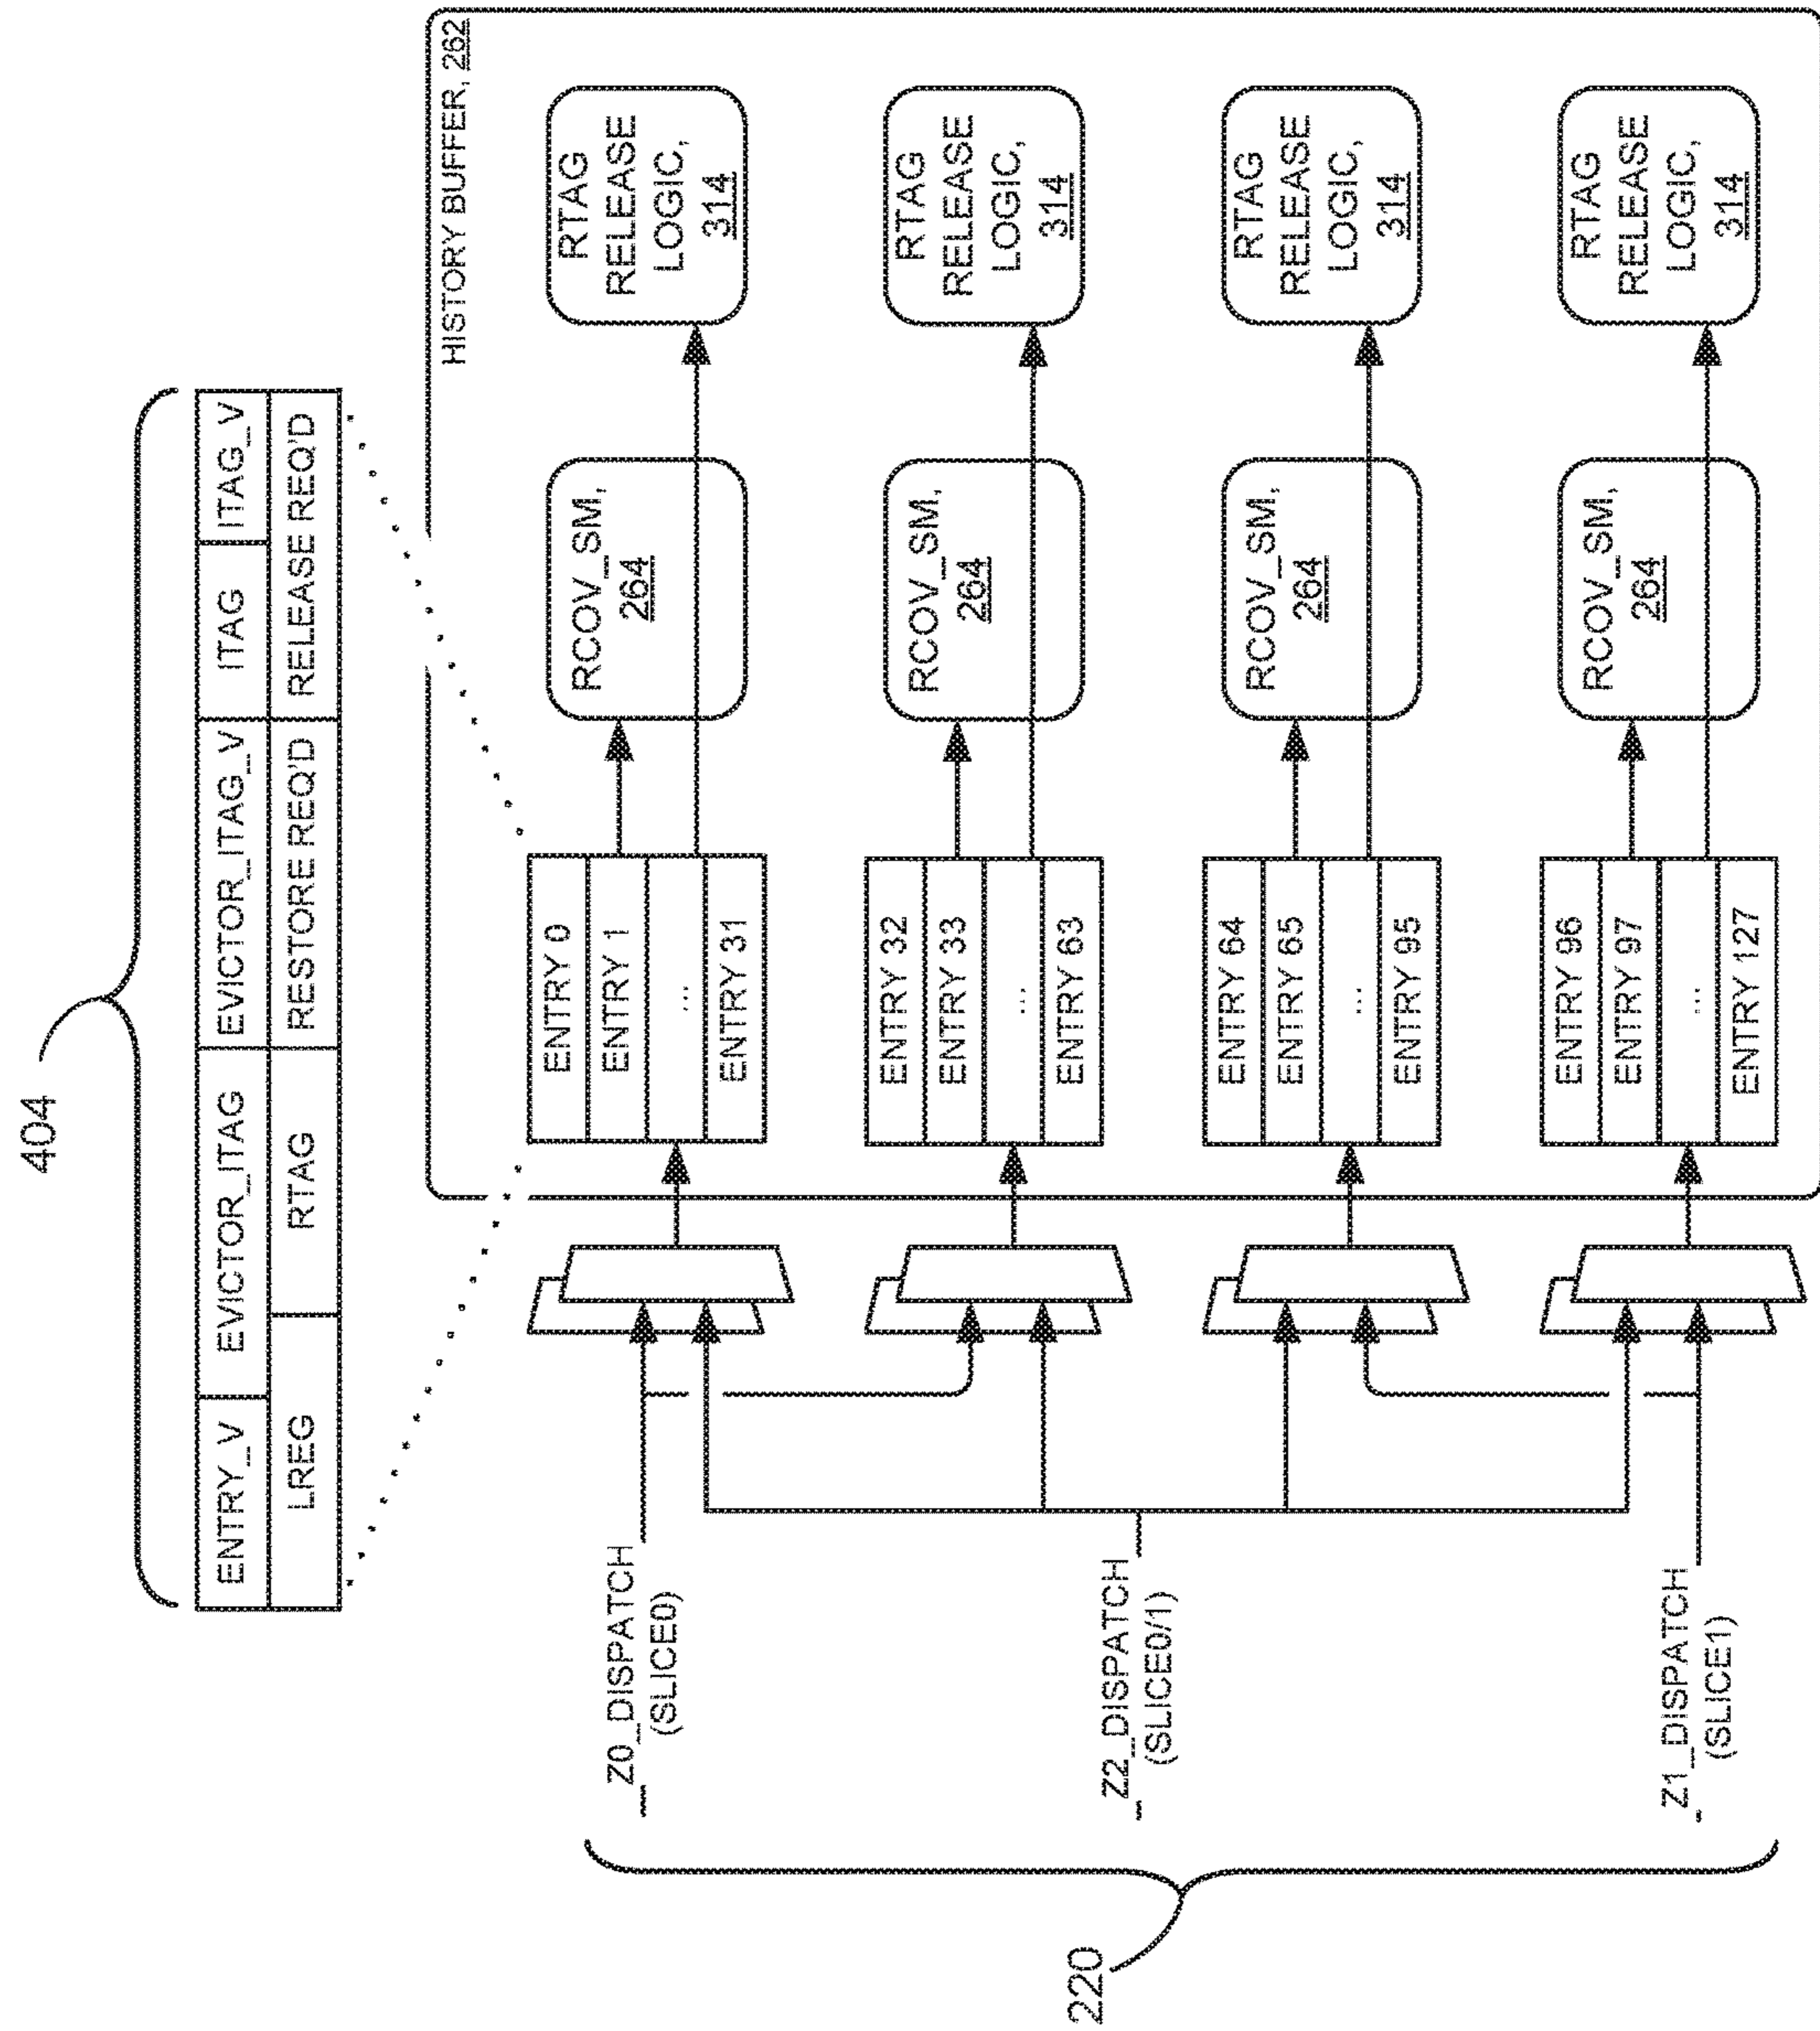 404
ENTRY_V EVICTOR_ITAG EVICTOR_ITAG_V ITAG ITAG_V
LREG RTAG RESTORE REQ'D RELEASE REQ'D
HISTORY BUFFER, 262
220
Z0_DISPATCH
(SLICE0)
Z2_DISPATCH
(SLICE0/1)
Z1_DISPATCH
(SLICE1)
ENTRY 0
ENTRY 1
...
ENTRY 31
RCOV_SM,
264
RTAG
RELEASE
LOGIC,
314
ENTRY 32
ENTRY 33
...
ENTRY 63
RCOV_SM,
264
RTAG
RELEASE
LOGIC,
314
ENTRY 64
ENTRY 65
...
ENTRY 95
RCOV_SM,
264
RTAG
RELEASE
LOGIC,
314
ENTRY 96
ENTRY 97
...
ENTRY 127
RCOV_SM,
264
RTAG
RELEASE
LOGIC,
314